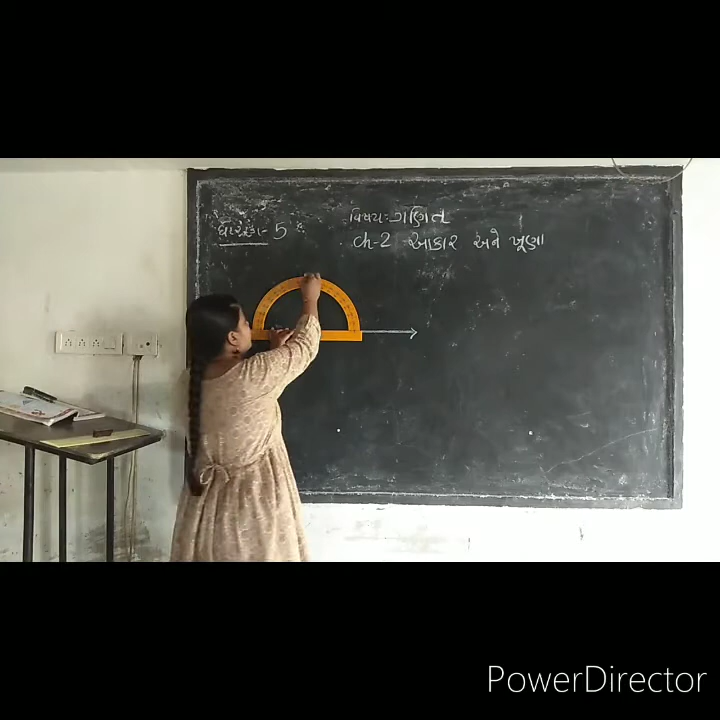 વિષય: ગણિત
ધોરણ - 5
ch-2 આકાર અને ખૂણા
PowerDirector